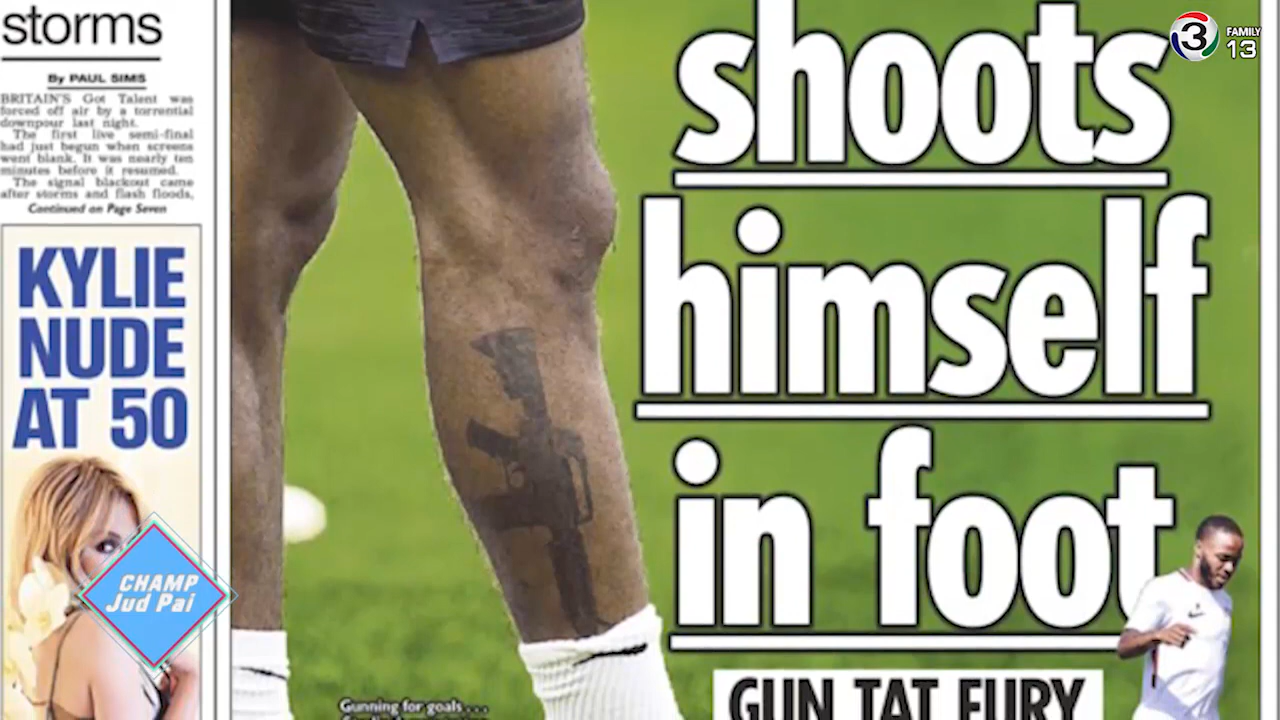 storms
By PAUL SIMS
BRITAIN'S Got Talent was
forced off air by a torrential
downpour last night.
The first live semi-final
had just begun when screens
went blank. It was nearly ten
minutes before it resumed.
The signal blackout came
after storms and flash floods,
Continued on Page Seven
KYLIE
NUDE
AT 50
CHAMP
Jud Pai
shoots
himself
in foot
GUN TAT FURY
Gunning for goals . . .
3 FAMILY
13